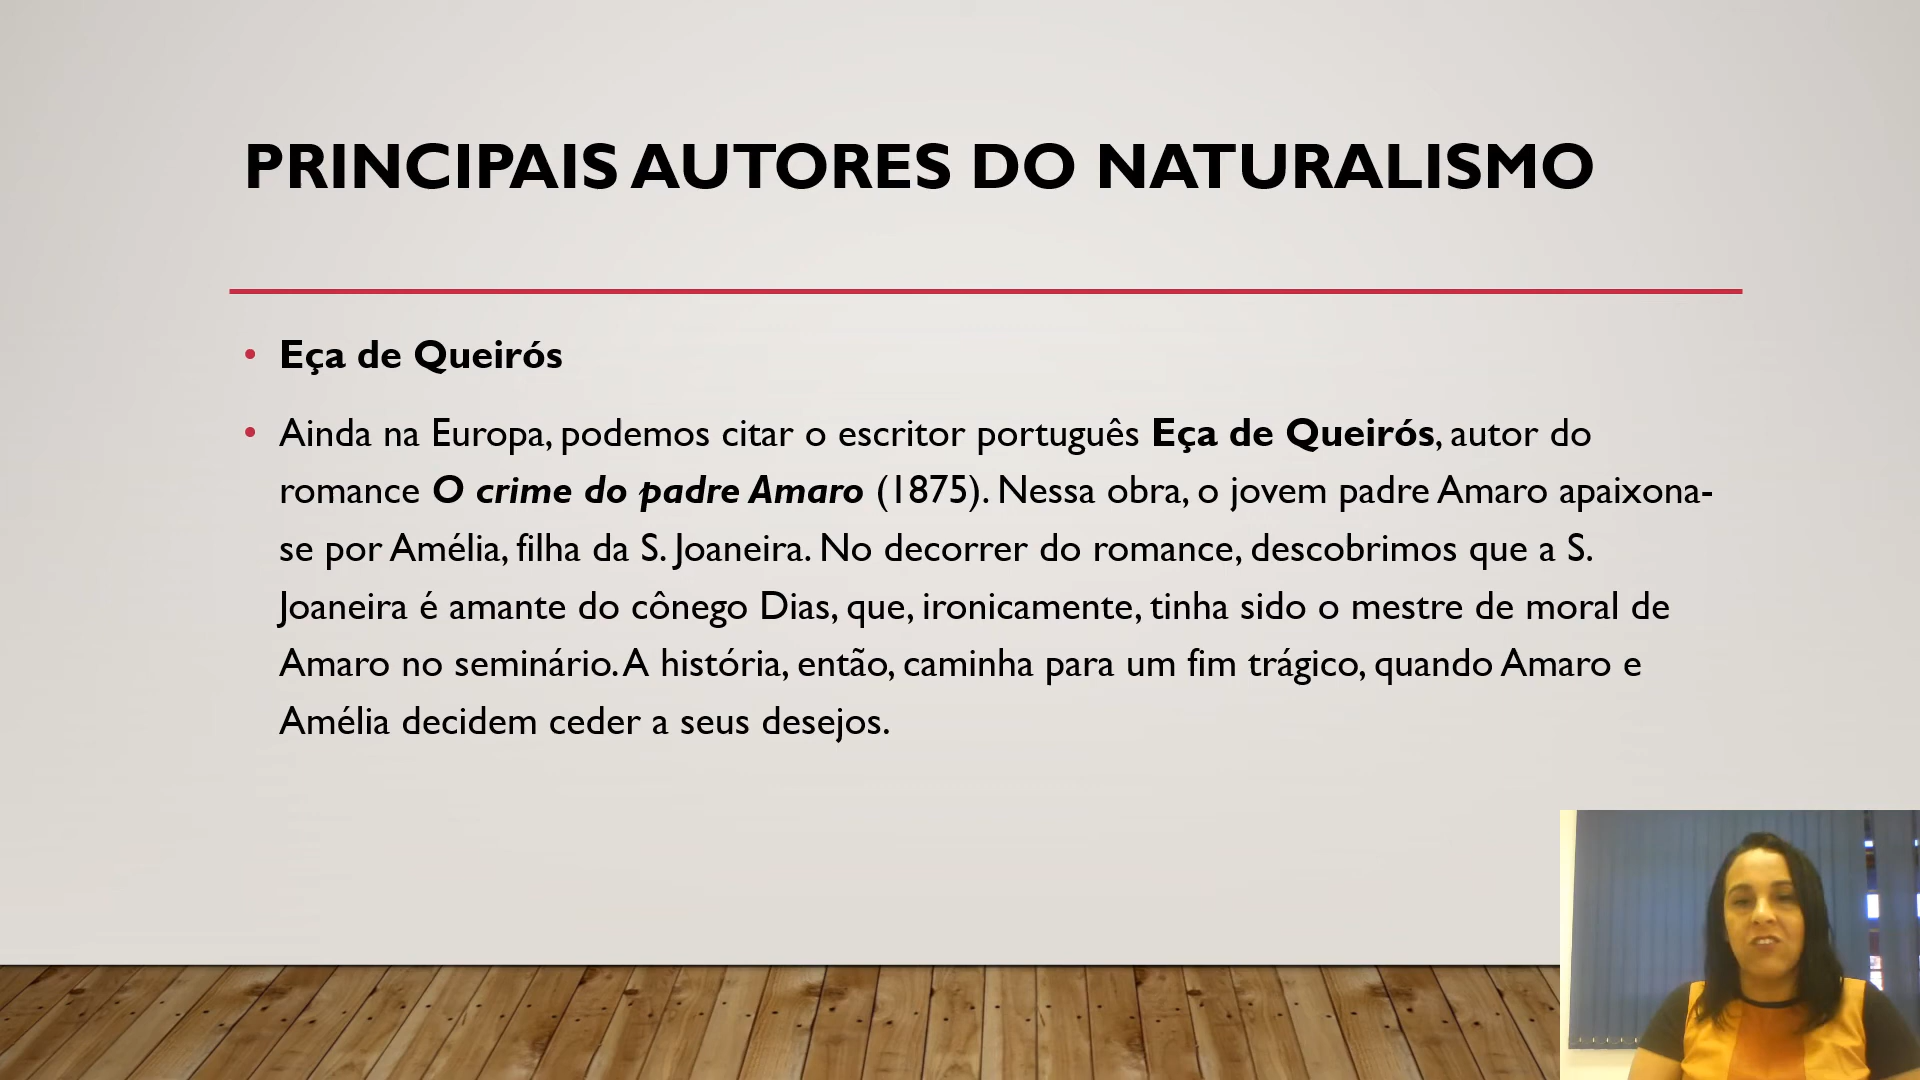 PRINCIPAIS AUTORES DO NATURALISMO
• Eça de Queirós
• Ainda na Europa, podemos citar o escritor português Eça de Queirós, autor do
romance O crime do padre Amaro (1875). Nessa obra, o jovem padre Amaro apaixona-
se por Amélia, filha da S. Joaneira. No decorrer do romance, descobrimos que a S.
Joaneira é amante do cônego Dias, que, ironicamente, tinha sido o mestre de moral de
Amaro no seminário. A história, então, caminha para um fim trágico, quando Amaro e
Amélia decidem ceder a seus desejos.